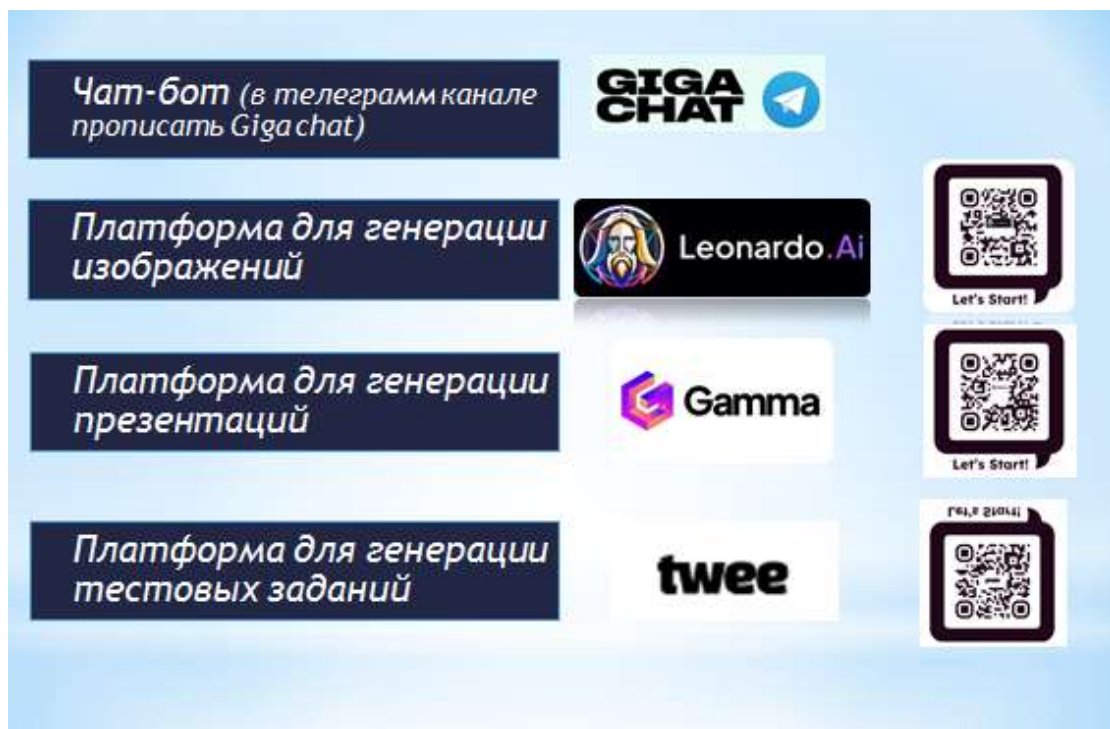 Чат-бот (в телеграмм канале
прописать Giga chat)
GIGA
CHAT
Платформа для генерации
изображений
Leonardo.Ai
Let's Start!
Платформа для генерации
презентаций
Gamma
Let's Start!
Let's Start!
Платформа для генерации
тестовых заданий
twee